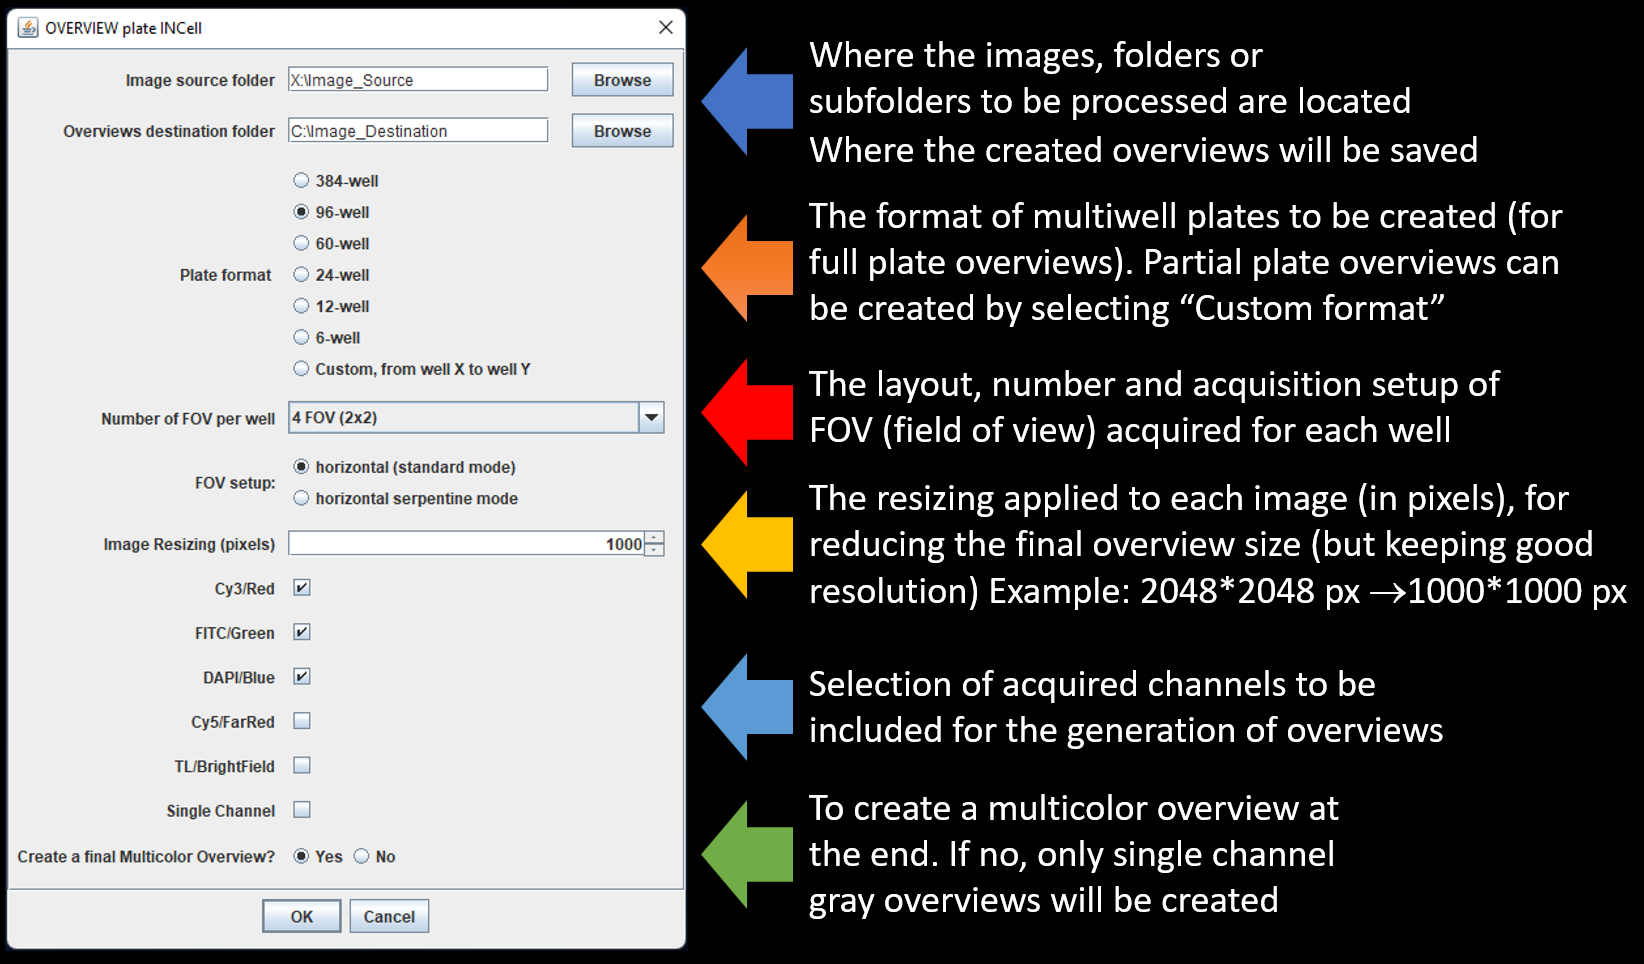 OVERVIEW plate INCell
Image source folder X:\Image_Source Browse
Overviews destination folder C:\Image_Destination Browse
Plate format
384-well
96-well
60-well
24-well
12-well
6-well
Custom, from well X to well Y
Number of FOV per well 4 FOV (2x2)
FOV setup:
horizontal (standard mode)
horizontal serpentine mode
Image Resizing (pixels) 1000
Cy3/Red
FITC/Green
DAPI/Blue
Cy5/FarRed
TL/BrightField
Single Channel
Create a final Multicolor Overview? Yes No
OK Cancel
Where the images, folders or
subfolders to be processed are located
Where the created overviews will be saved
The format of multiwell plates to be created (for
full plate overviews). Partial plate overviews can
be created by selecting “Custom format”
The layout, number and acquisition setup of
FOV (field of view) acquired for each well
The resizing applied to each image (in pixels), for
reducing the final overview size (but keeping good
resolution) Example: 2048*2048 px →1000*1000 px
Selection of acquired channels to be
included for the generation of overviews
To create a multicolor overview at
the end. If no, only single channel
gray overviews will be created